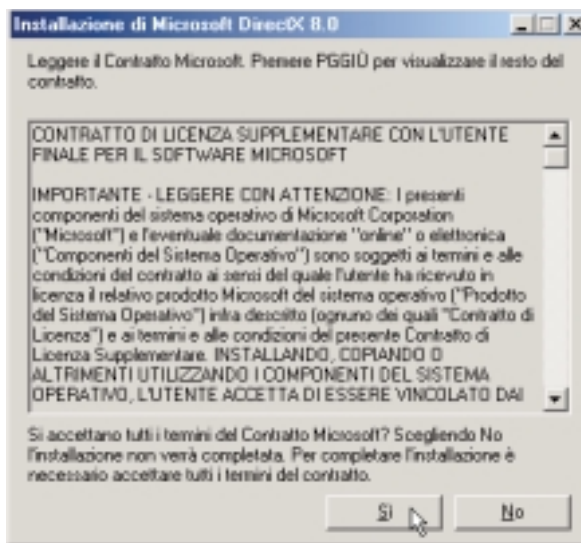 Installazione di Microsoft DirectX 8.0
Leggere il Contratto Microsoft. Premere PGGIÙ per visualizzare il resto del
contratto.
CONTRATTO DI LICENZA SUPPLEMENTARE CON L'UTENTE
FINALE PER IL SOFTWARE MICROSOFT
IMPORTANTE - LEGGERE CON ATTENZIONE: I presenti
componenti del sistema operativo di Microsoft Corporation
("Microsoft") e l'eventuale documentazione "online" o elettronica
("Componenti del Sistema Operativo") sono soggetti ai termini e alle
condizioni del contratto ai sensi del quale l'utente ha ricevuto in
licenza il relativo prodotto Microsoft del sistema operativo ("Prodotto
del Sistema Operativo") infra descritto (ognuno dei quali "Contratto di
Licenza") e ai termini e alle condizioni del presente Contratto di
Licenza Supplementare. INSTALLANDO, COPIANDO O
ALTRIMENTI UTILIZZANDO I COMPONENTI DEL SISTEMA
OPERATIVO, L'UTENTE ACCETTA DI ESSERE VINCOLATO DAI
Si accettano tutti i termini del Contratto Microsoft? Scegliendo No
l'installazione non verrà completata. Per completare l'installazione è
necessario accettare tutti i termini del contratto.
Sì No